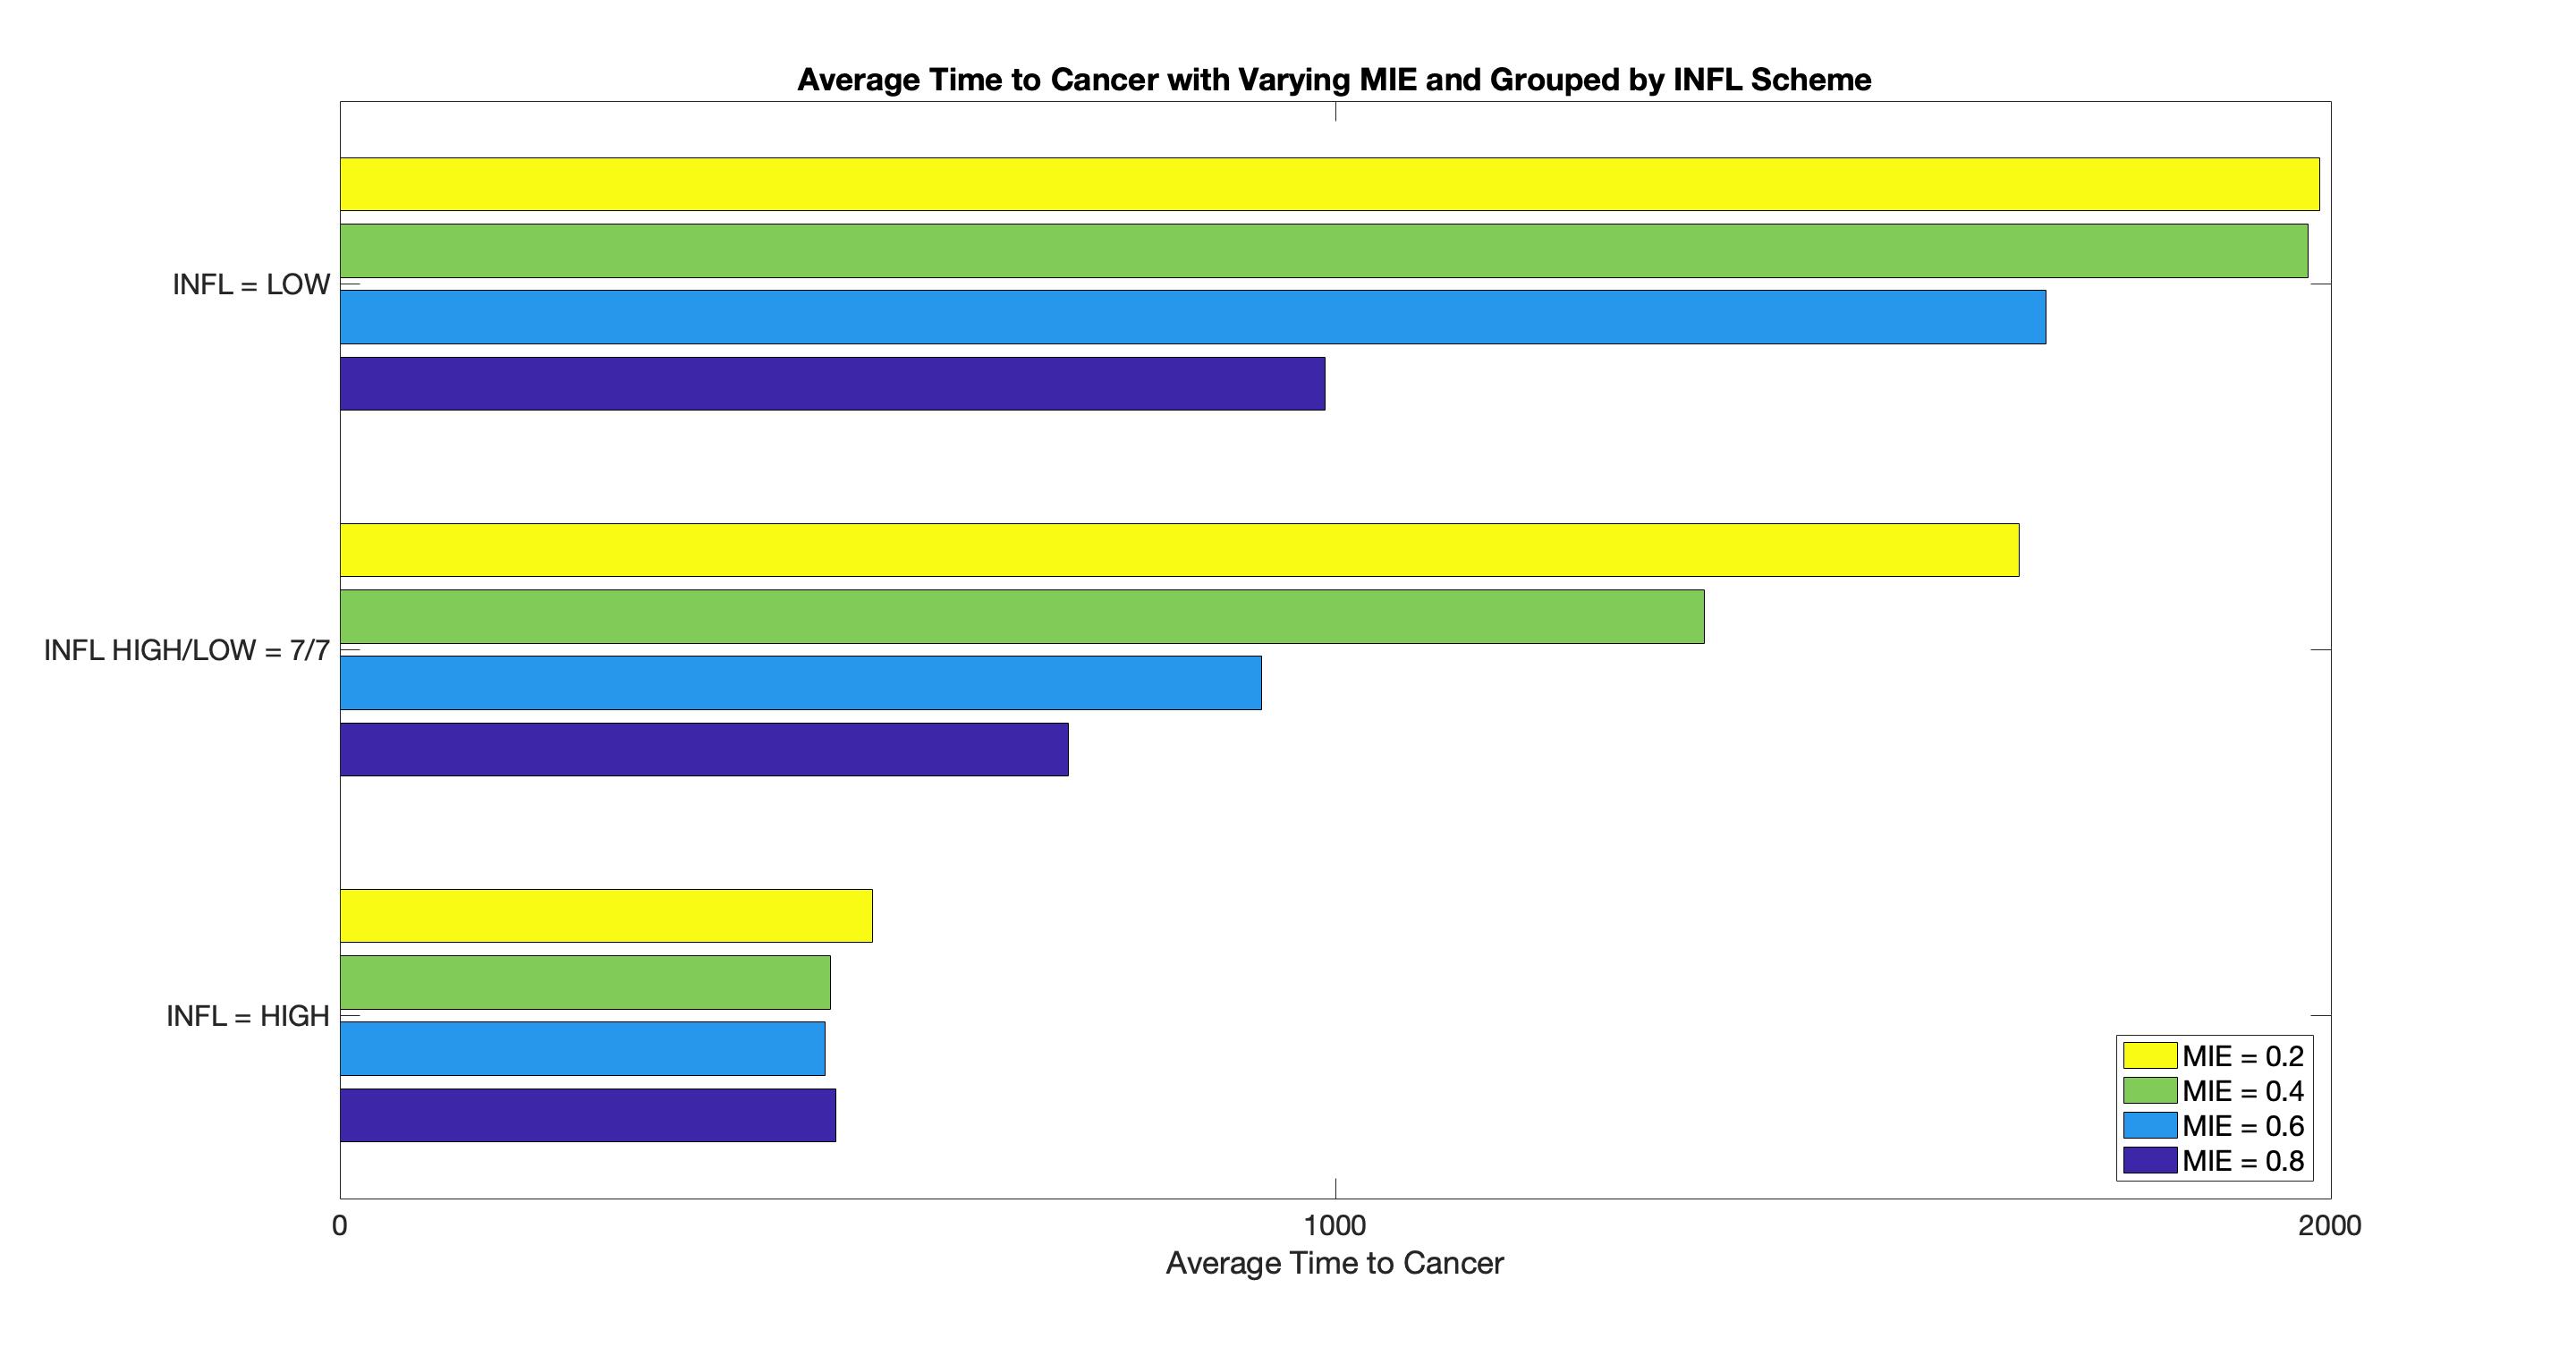 Average Time to Cancer with Varying MIE and Grouped by INFL Scheme
INFL = LOW
INFL HIGH/LOW = 7/7
INFL = HIGH
MIE = 0.2
MIE = 0.4
MIE = 0.6
MIE = 0.8
0
1000
2000
Average Time to Cancer